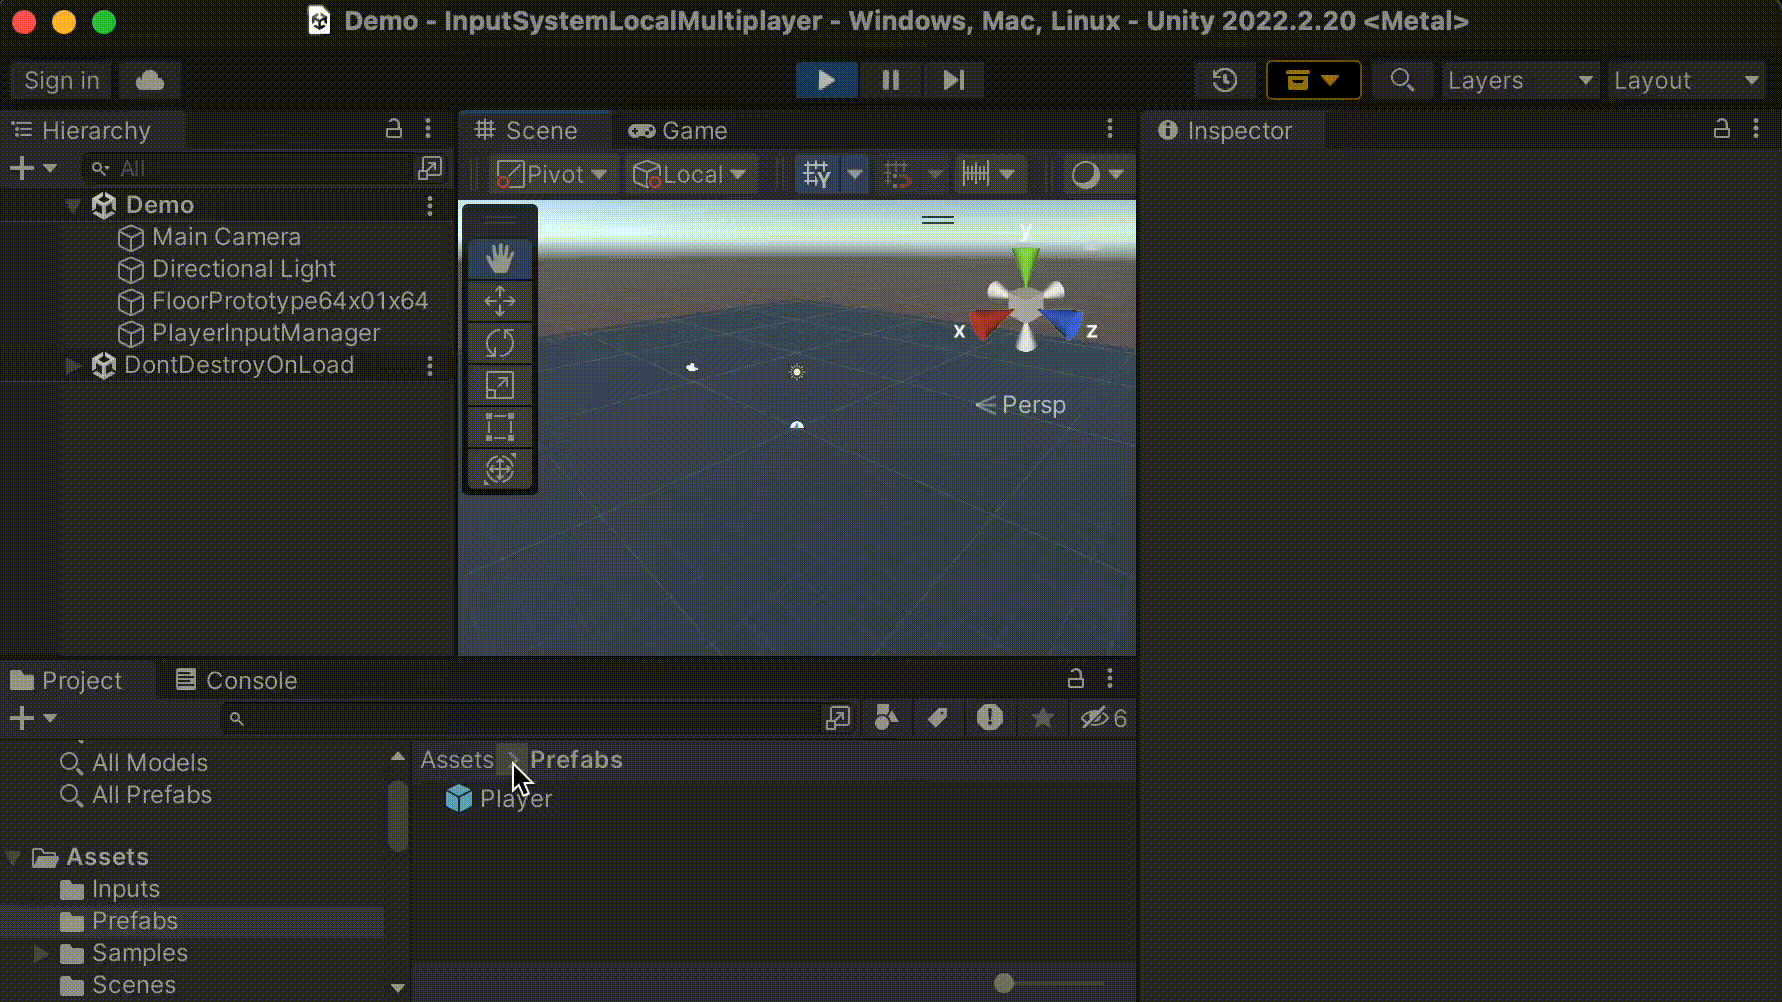 Demo - InputSystemLocalMultiplayer - Windows, Mac, Linux - Unity 2022.2.20 <Metal>
Sign in
Layers
Layout
Hierarchy
Scene
Game
Inspector
All
Pivot
Local
Demo
Main Camera
Directional Light
FloorPrototype64x01x64
PlayerInputManager
DontDestroyOnLoad
y
x
z
Persp
Project
Console
6
All Models
All Prefabs
Assets
Inputs
Prefabs
Samples
Scenes
Assets > Prefabs
Player